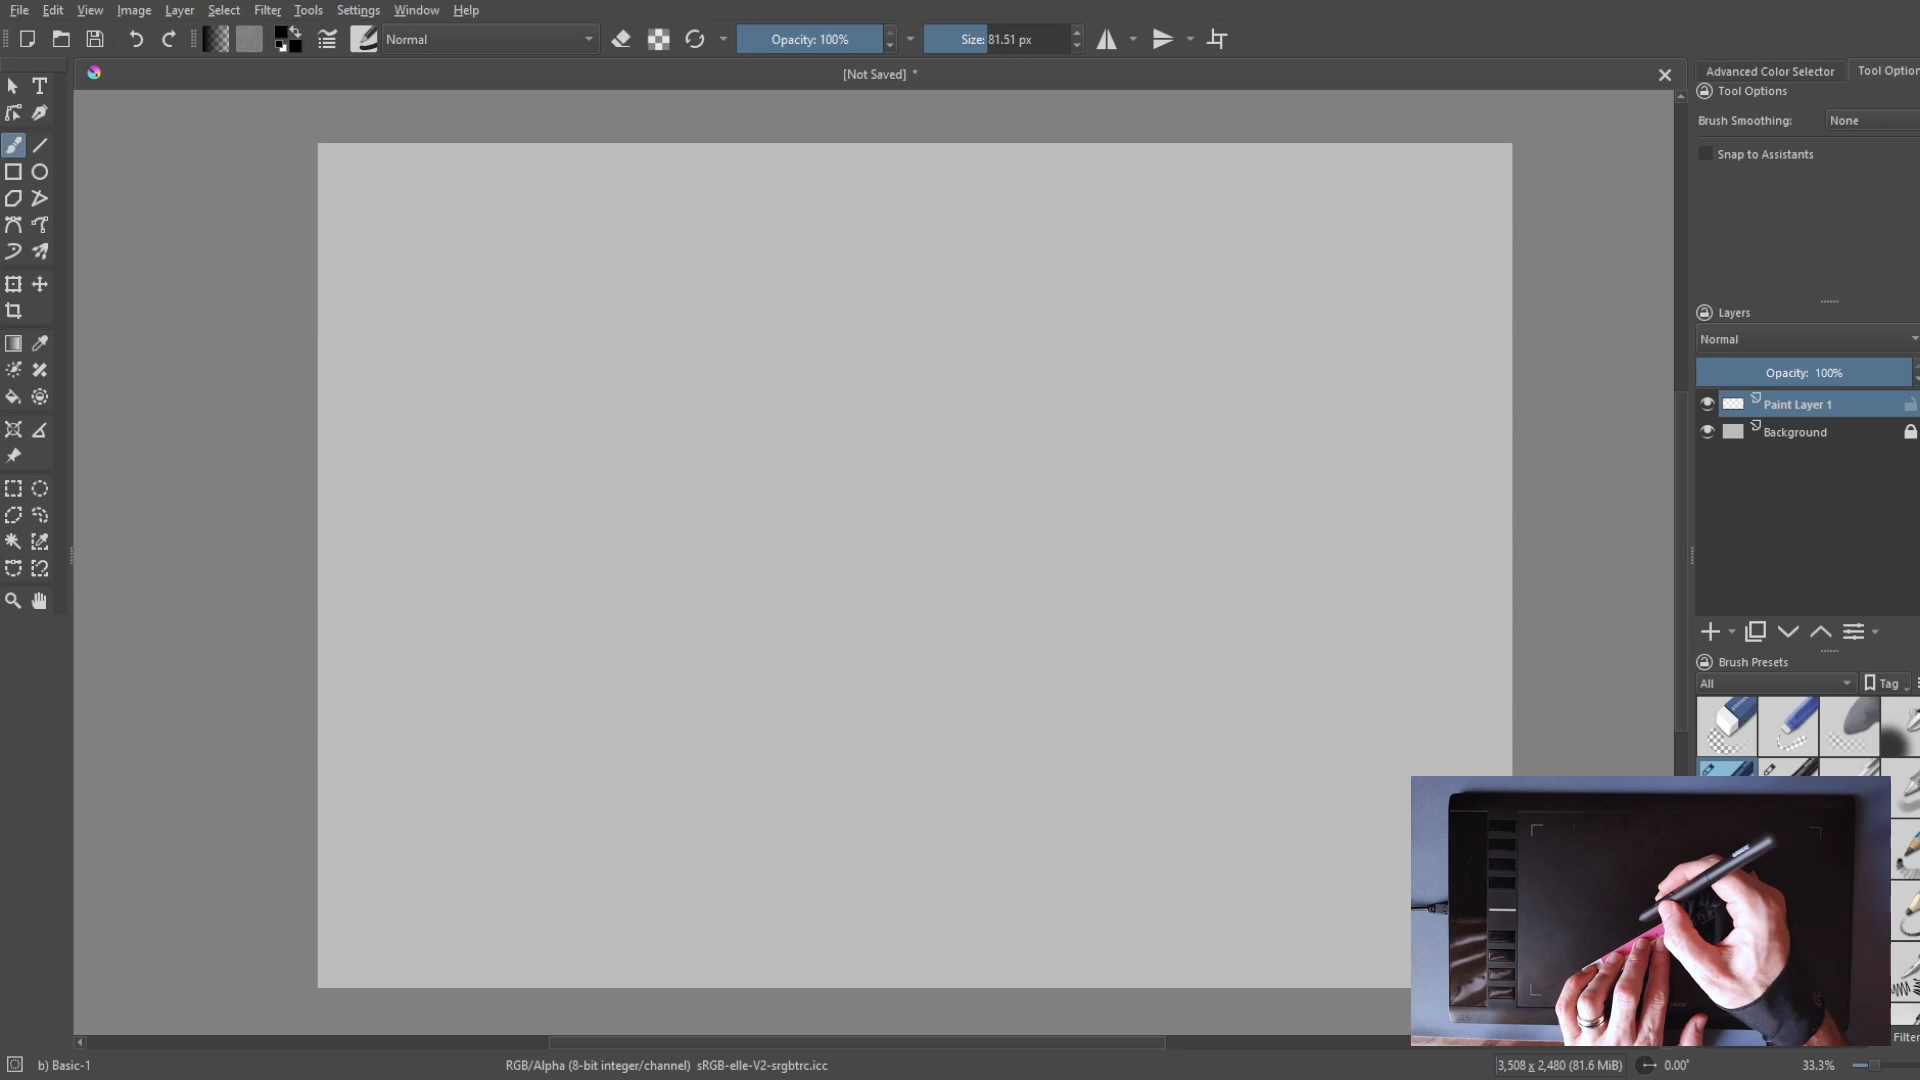 File Edit View Image Layer Select Filter Tools Settings Window Help
Normal
Opacity: 100%
Size: 81.51 px
[Not Saved] *
Advanced Color Selector
Tool Option
Tool Options
Brush Smoothing: None
Snap to Assistants
Layers
Normal
Opacity: 100%
Paint Layer 1
Background
Brush Presets
All
Tag
Filter
b) Basic-1
RGB/Alpha (8-bit integer/channel) sRGB-elle-V2-srgbtrc.icc
3,508 x 2,480 (81.6 MiB)
0.00°
33.3%